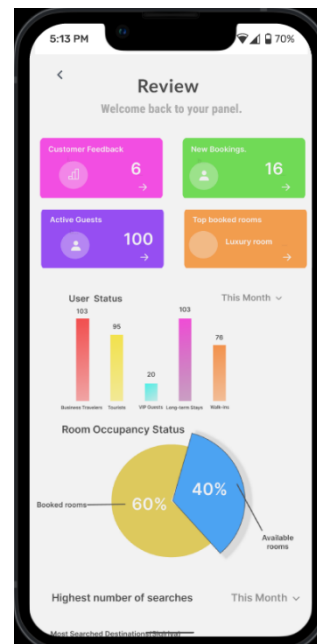 5:13 PM
70%
Review
Welcome back to your panel.
Customer Feedback
6
New Bookings.
16
Active Guests
100
Top booked rooms
Luxury room
User Status
This Month
103
95
20
103
76
Business Travelers
Tourists
VIP Guests
Long-term Stays
Walk-ins
Room Occupancy Status
60%
40%
Booked rooms
Available
rooms
Highest number of searches
This Month
Most Searched Destinations